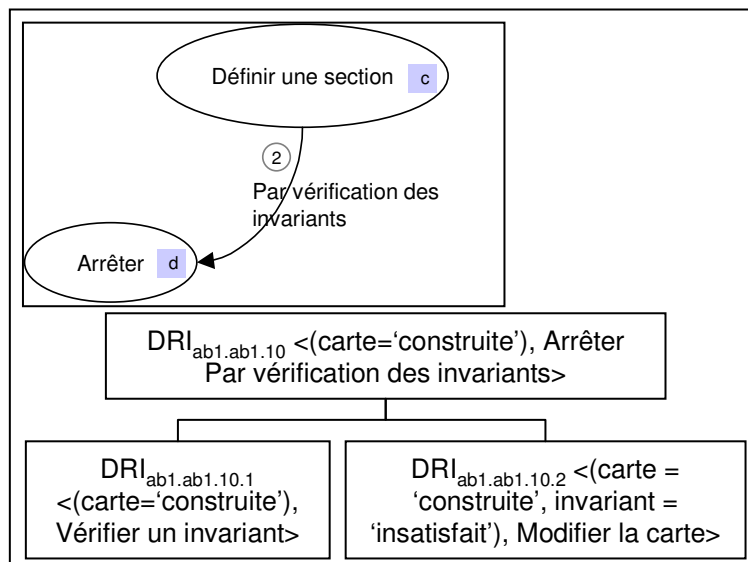 Définir une section c
2
Par vérification des
invariants
Arrêter d
DRIab1.ab1.10 <(carte=‘construite’), Arrêter
Par vérification des invariants>
DRIab1.ab1.10.1
<(carte=‘construite’),
Vérifier un invariant>
DRIab1.ab1.10.2 <(carte =
‘construite’, invariant =
‘insatisfait’), Modifier la carte>